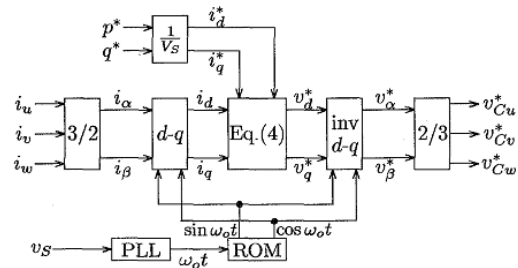 p* 1/V_S i_d*
q* i_q*
i_u 3/2 i_α d-q i_d Eq.(4) v_d* inv d-q v_α* 2/3 v_Cu*
i_v v_Cv*
i_w i_β i_q v_q* v_β* v_Cw*
sin ω_o t cos ω_o t
v_S PLL ω_o t ROM